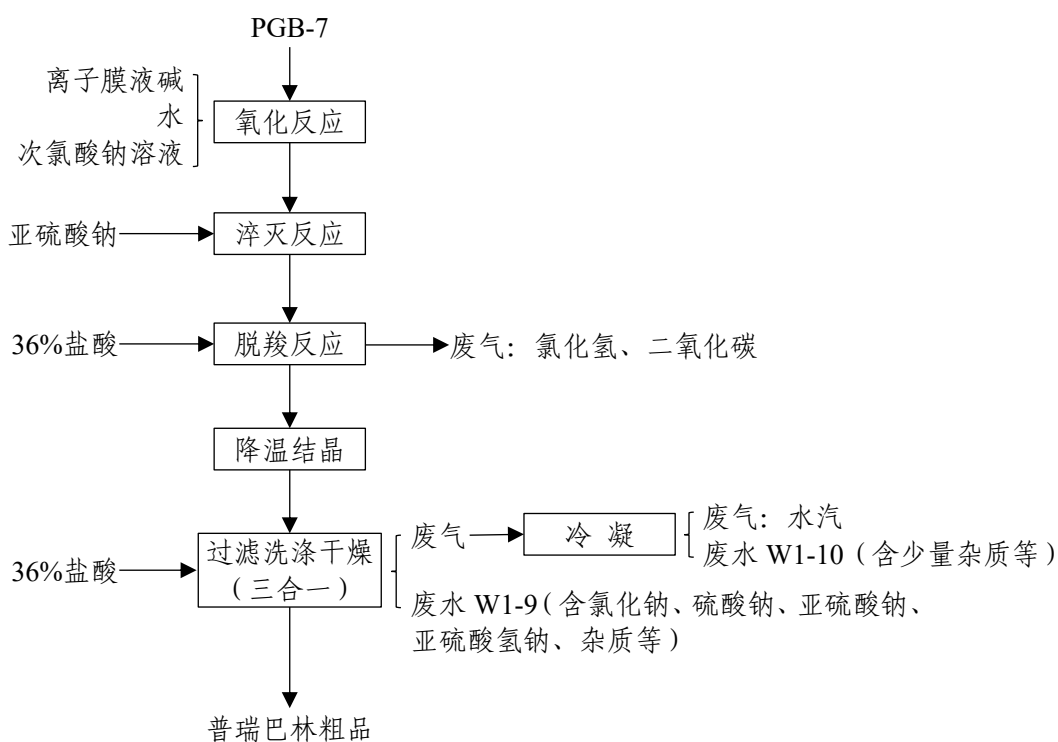 PGB-7
离子膜液碱
水
次氯酸钠溶液
氧化反应
亚硫酸钠
淬灭反应
36%盐酸
脱羧反应
废气：氯化氢、二氧化碳
降温结晶
36%盐酸
过滤洗涤干燥
（三合一）
废气
冷 凝
废气：水汽
废水 W1-10（含少量杂质等）
废水 W1-9（含氯化钠、硫酸钠、亚硫酸钠、
亚硫酸氢钠、杂质等）
普瑞巴林粗品